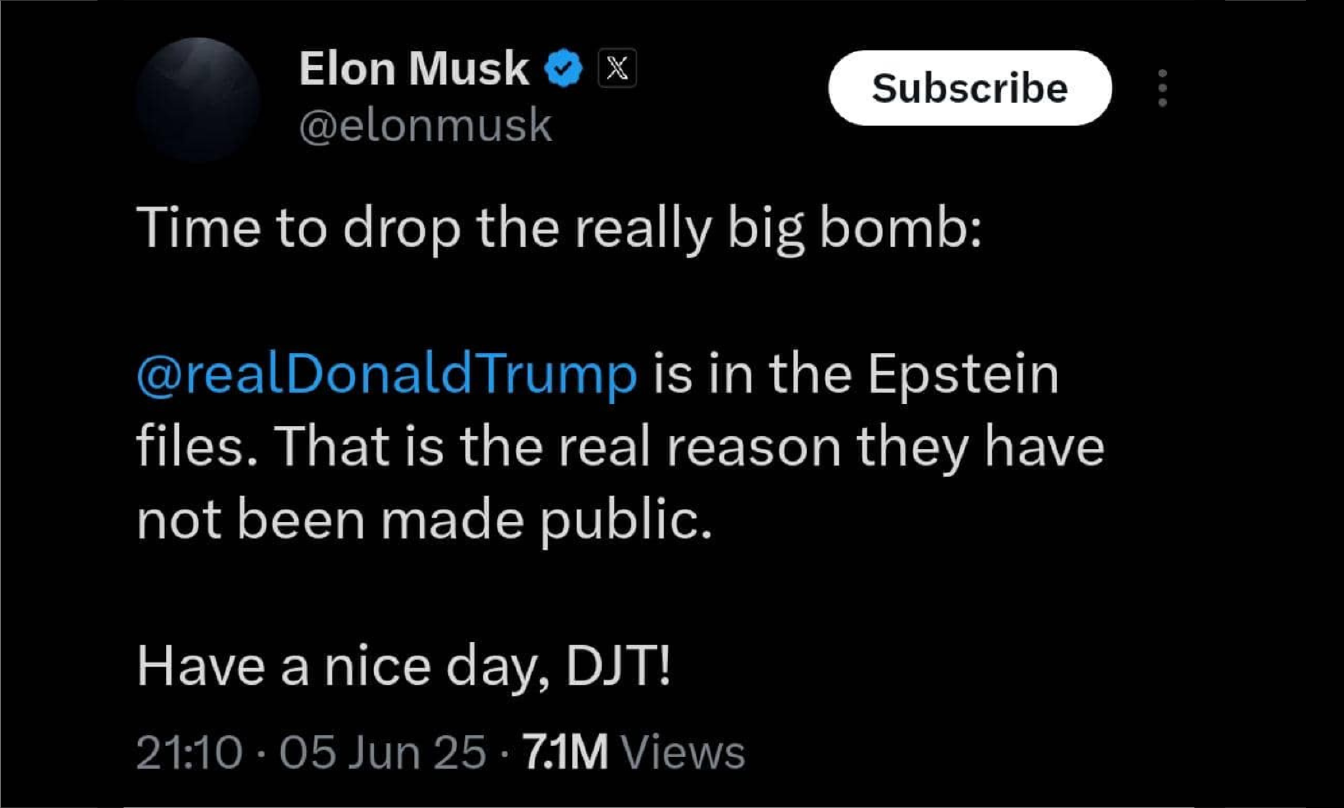 Elon Musk
@elonmusk
Subscribe
Time to drop the really big bomb:
@realDonaldTrump is in the Epstein
files. That is the real reason they have
not been made public.
Have a nice day, DJT!
21:10 · 05 Jun 25 · 7.1M Views